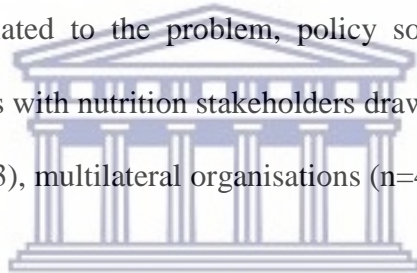 ated to the problem, policy so
s with nutrition stakeholders draw
3), multilateral organisations (n=4